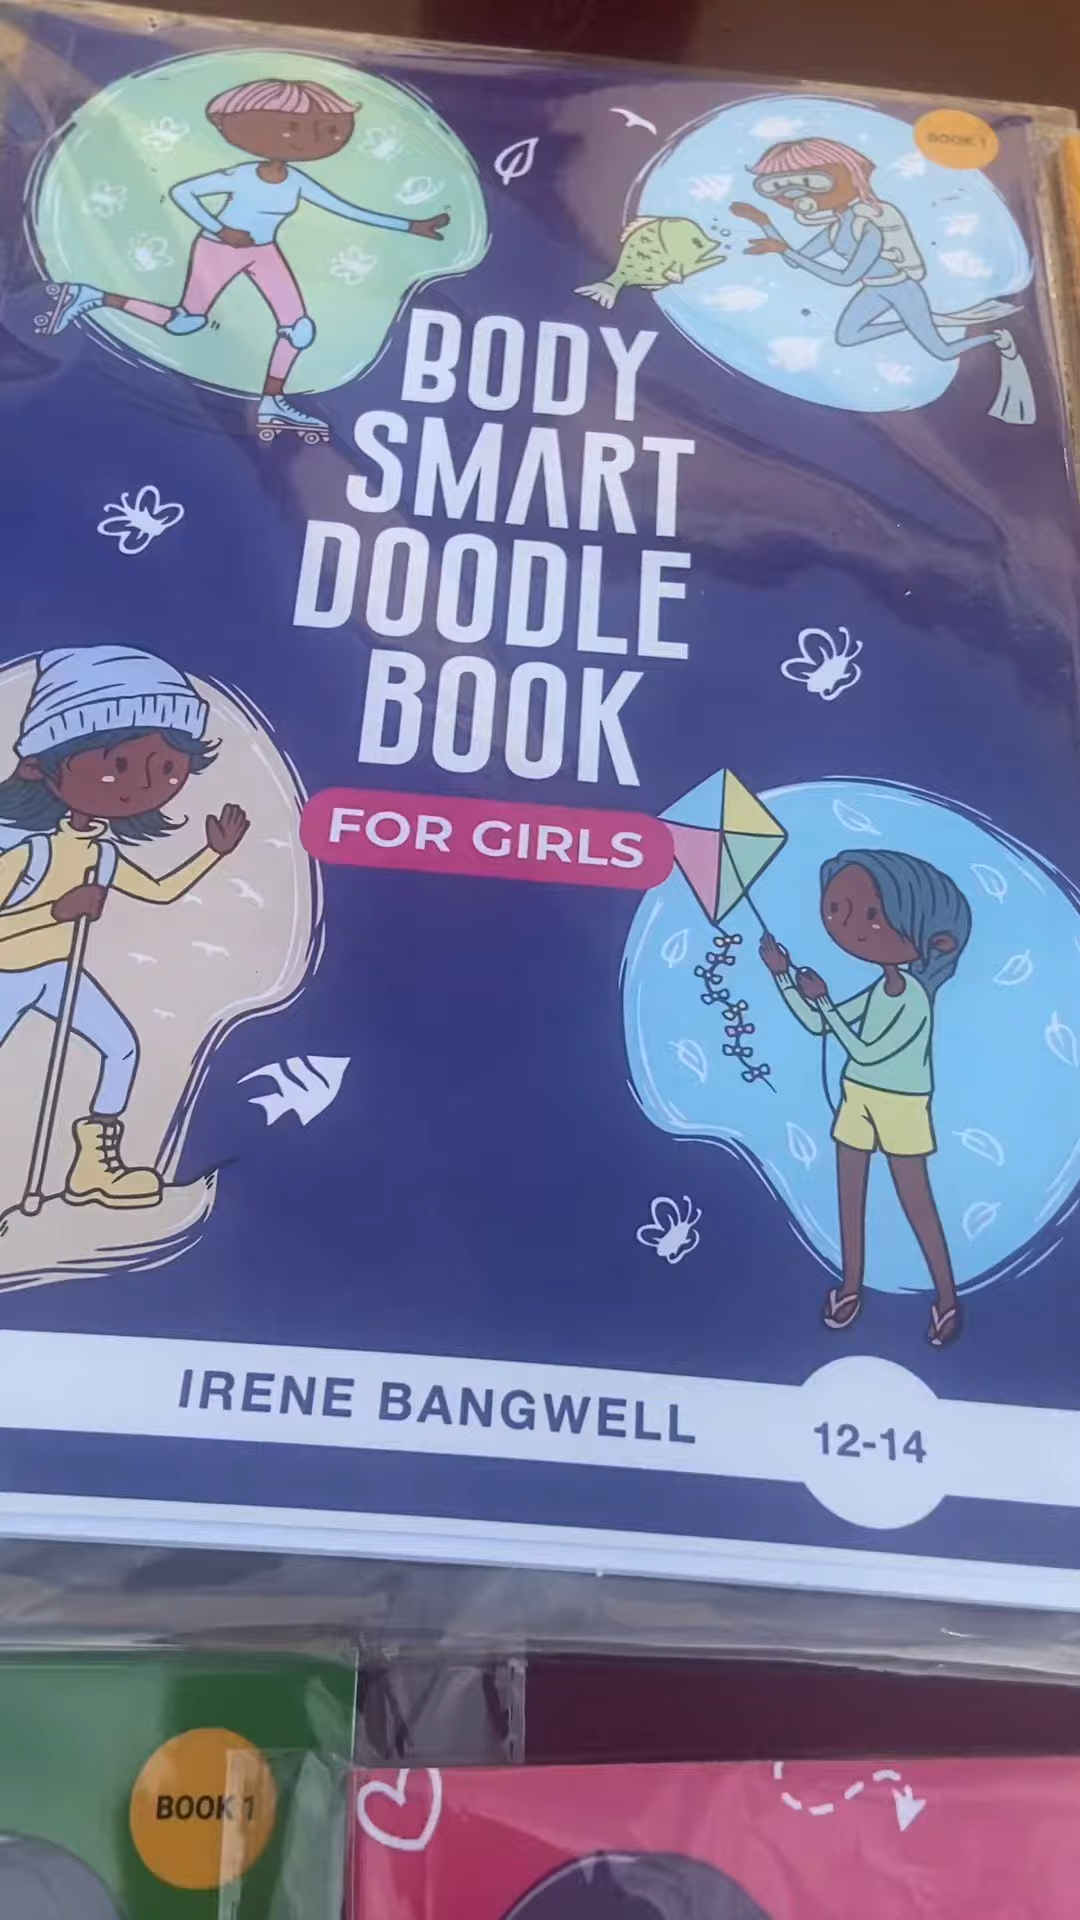 BOOK 1
BODY
SMART
DOODLE
BOOK
FOR GIRLS
IRENE BANGWELL
12-14
BOOK 1